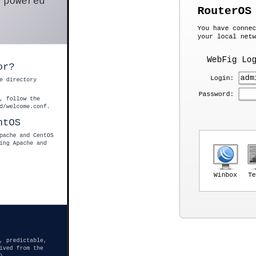 powered
or?
e directory
, follow the
d/welcome.conf.
ntOS
pache and CentOS
ing Apache and
, predictable,
ived from the
RouterOS
You have connec
your local netw
WebFig Log
Login: adm
Password:
Winbox Te